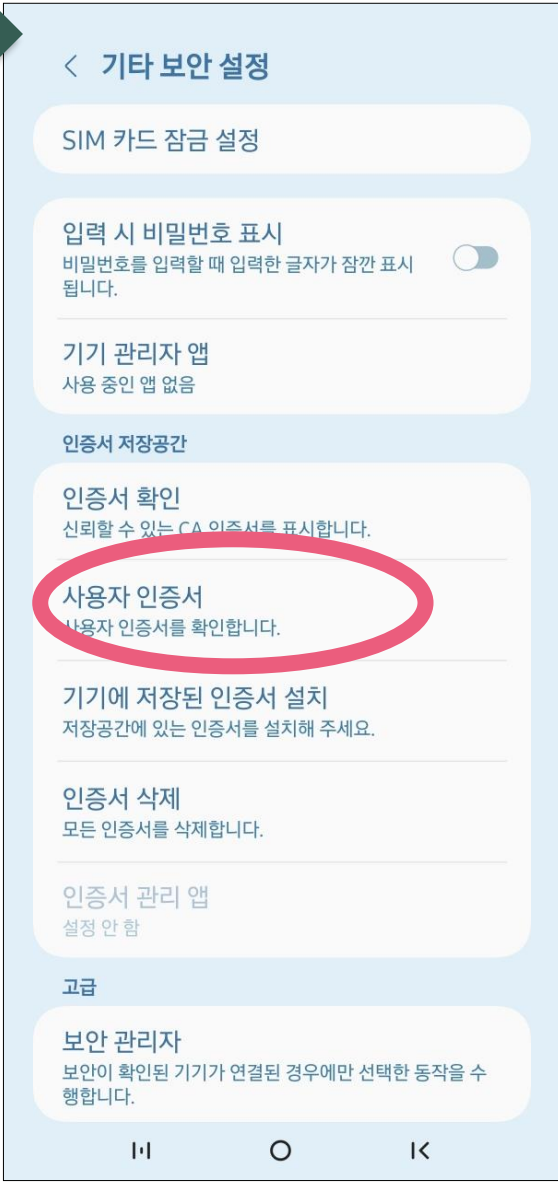 기타 보안 설정
SIM 카드 잠금 설정
입력 시 비밀번호 표시
비밀번호를 입력할 때 입력한 글자가 잠깐 표시
됩니다.
기기 관리자 앱
사용 중인 앱 없음
인증서 저장공간
인증서 확인
신뢰할 수 있는 CA 인증서를 표시합니다.
사용자 인증서
사용자 인증서를 확인합니다.
기기에 저장된 인증서 설치
저장공간에 있는 인증서를 설치해 주세요.
인증서 삭제
모든 인증서를 삭제합니다.
인증서 관리 앱
설정 안 함
고급
보안 관리자
보안이 확인된 기기가 연결된 경우에만 선택한 동작을 수
행합니다.